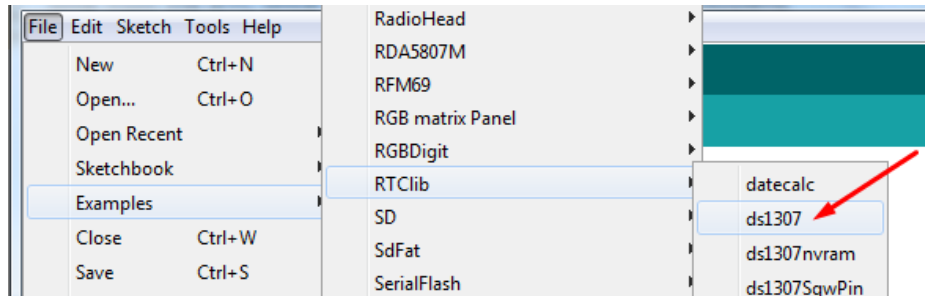 File Edit Sketch Tools Help
New Ctrl+N
Open... Ctrl+O
Open Recent
Sketchbook
Examples
Close Ctrl+W
Save Ctrl+S
RadioHead
RDA5807M
RFM69
RGB matrix Panel
RGBDigit
RTClib
SD
SdFat
SerialFlash
datecalc
ds1307
ds1307nvram
ds1307SqwPin